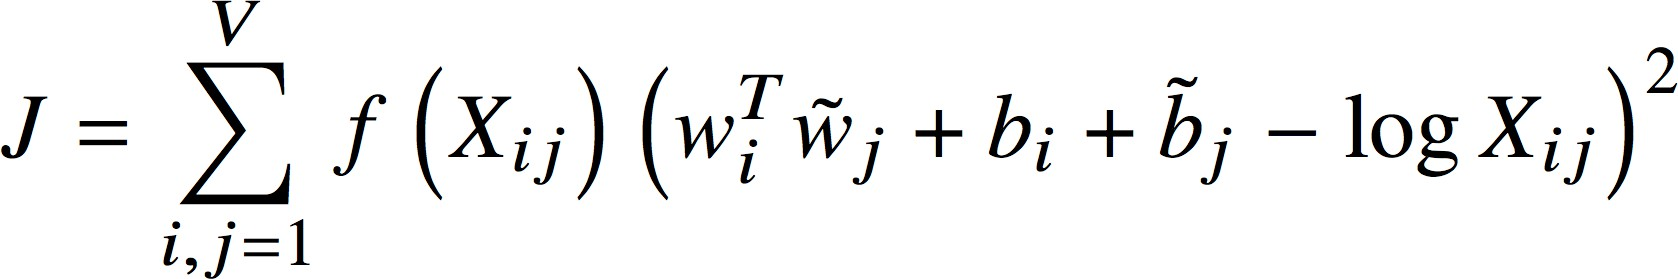 J = \sum_{i,j=1}^{V} f\left(X_{ij}\right) \left(w_i^T \tilde{w}_j + b_i + \tilde{b}_j - \log X_{ij}\right)^2